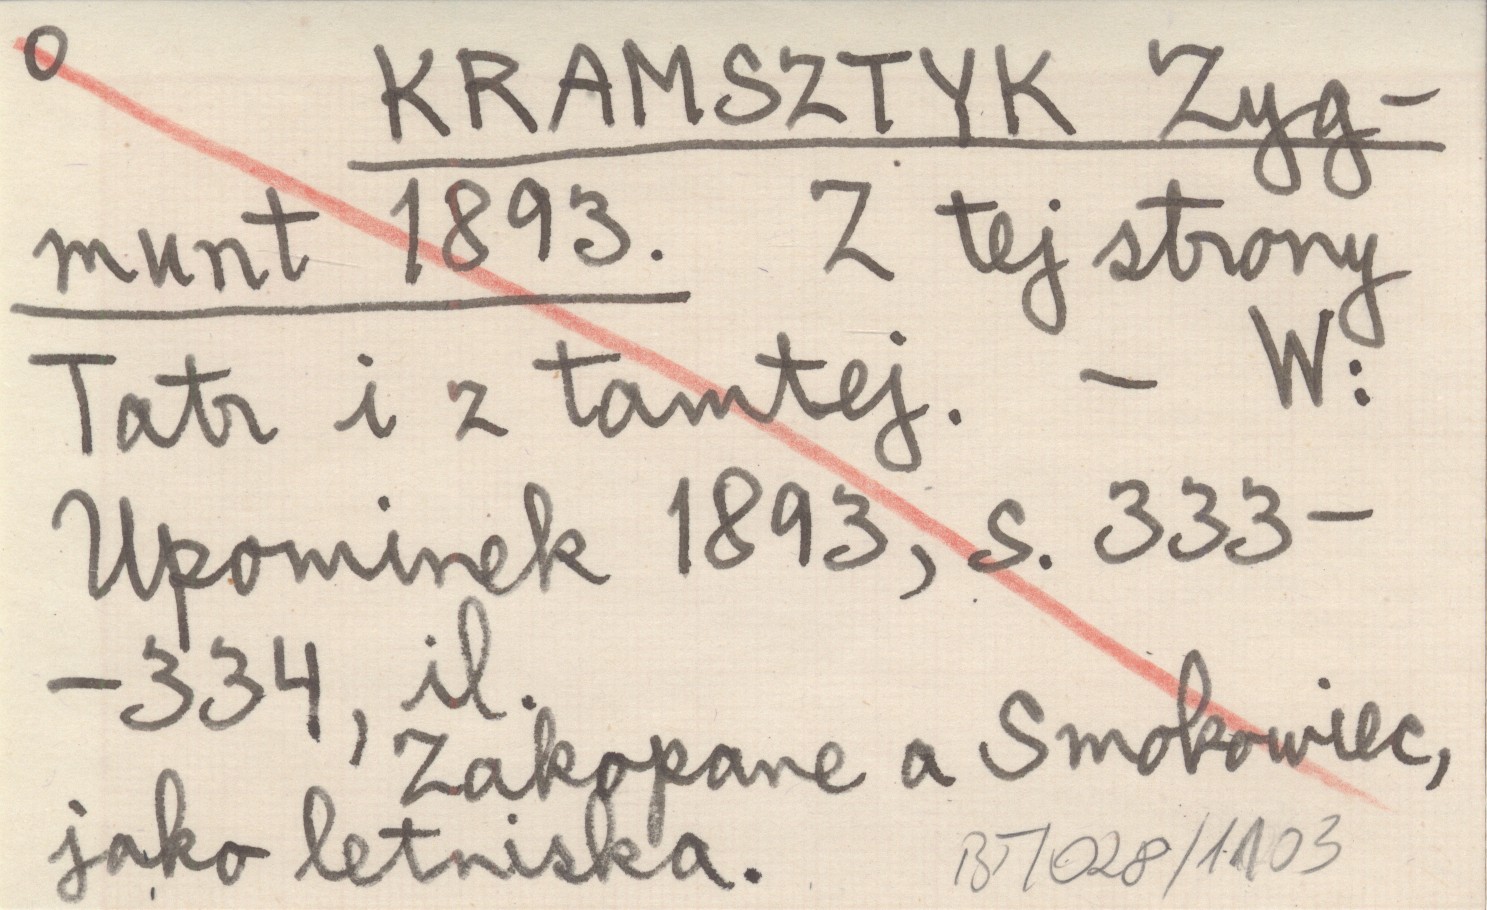 o
KRAMSZTYK Zyg-
munt 1893. Z tej strony
Tatr i z tamtej. - W:
Upominek 1893, s. 333-
-334, il.
Zakopane a Smokowiec,
jako letniska.
BT/028/1103